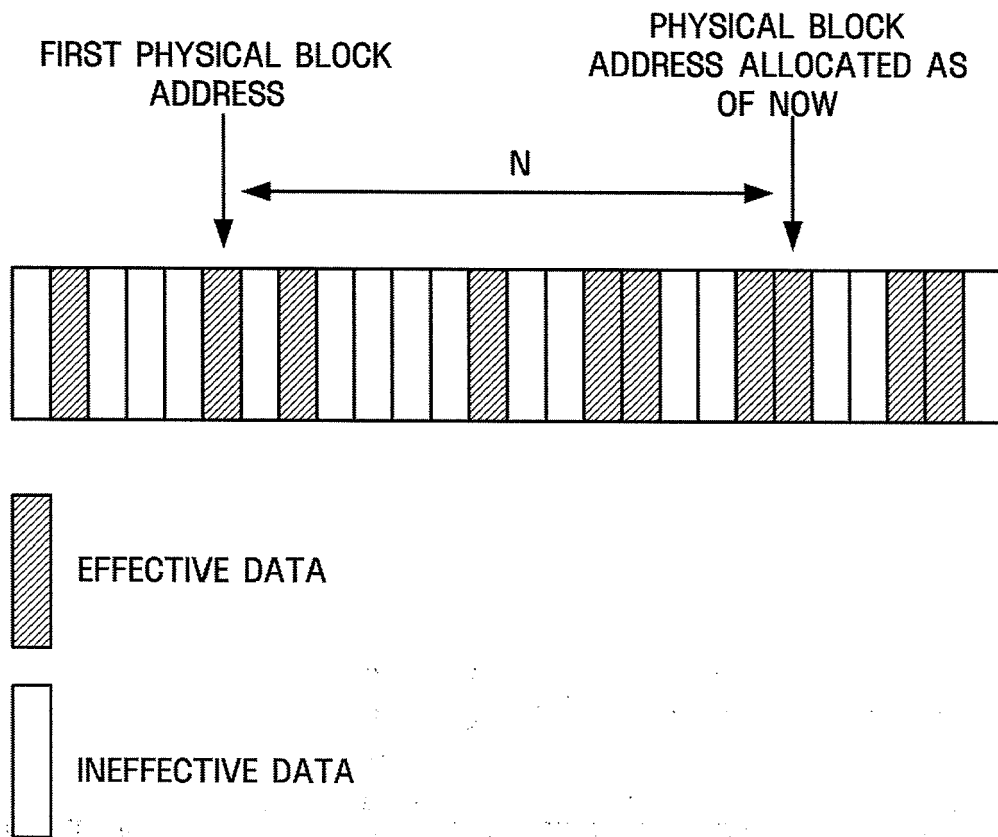 FIRST PHYSICAL BLOCK
ADDRESS
PHYSICAL BLOCK
ADDRESS ALLOCATED AS
OF NOW
N
EFFECTIVE DATA
INEFFECTIVE DATA